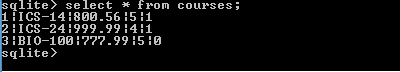 sqlite> select * from courses;
1|ICS-14|800.56|5|1
2|ICS-24|999.99|4|1
3|BIO-100|777.99|5|0
sqlite>